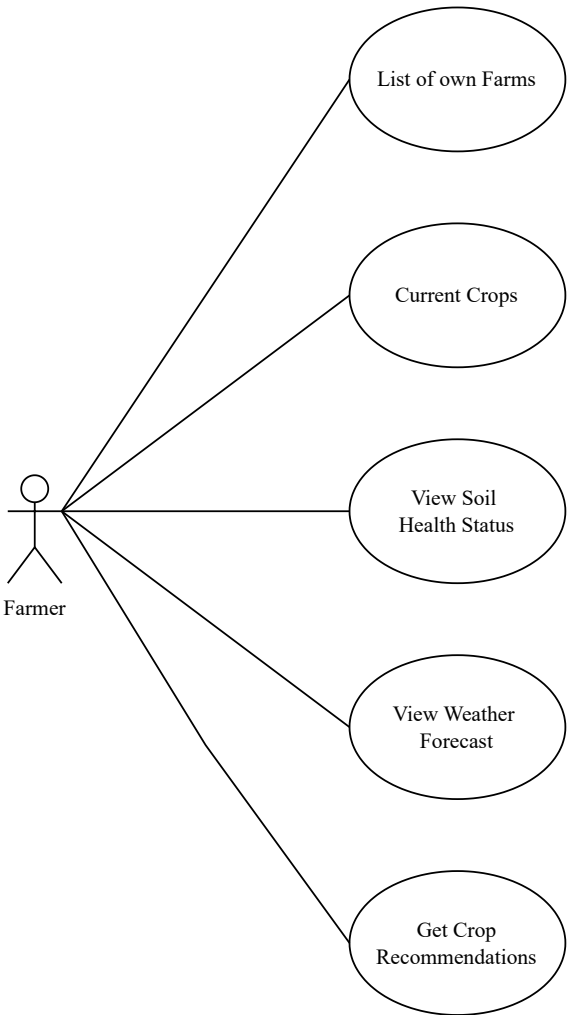 List of own Farms
Current Crops
View Soil
Health Status
Farmer
View Weather
Forecast
Get Crop
Recommendations